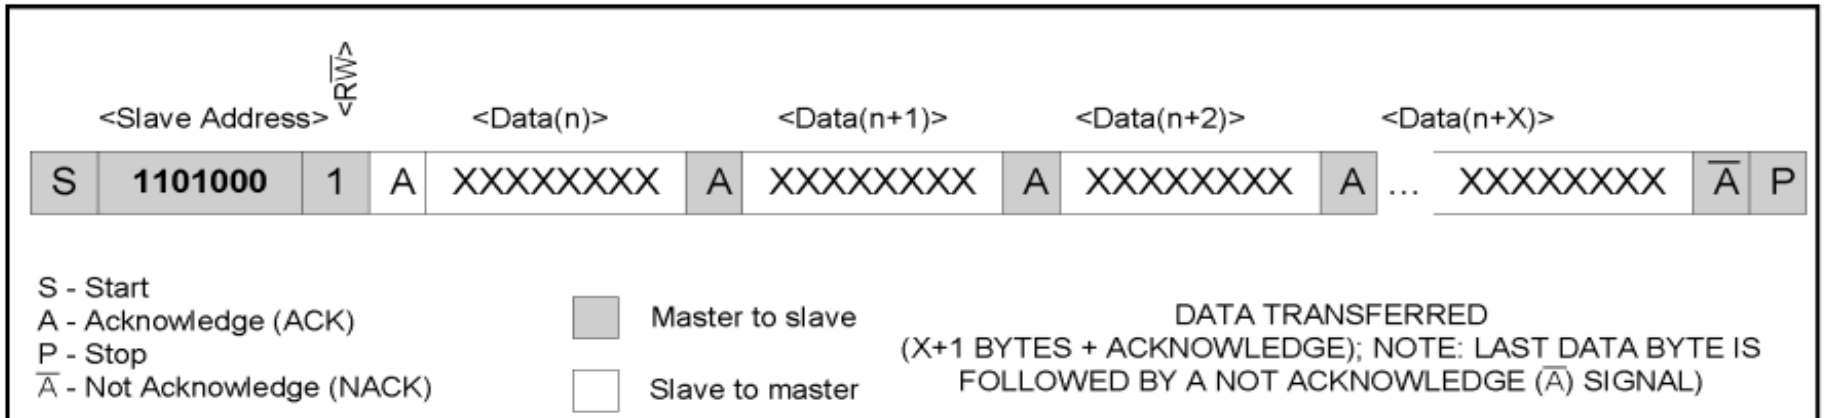 <RW̅>
<Slave Address> <Data(n)> <Data(n+1)> <Data(n+2)> <Data(n+X)>
S 1101000 1 A XXXXXXXX A XXXXXXXX A XXXXXXXX A ... XXXXXXXX A̅ P
S - Start
A - Acknowledge (ACK)
P - Stop
A̅ - Not Acknowledge (NACK)
Master to slave
Slave to master
DATA TRANSFERRED
(X+1 BYTES + ACKNOWLEDGE); NOTE: LAST DATA BYTE IS
FOLLOWED BY A NOT ACKNOWLEDGE (A̅) SIGNAL)